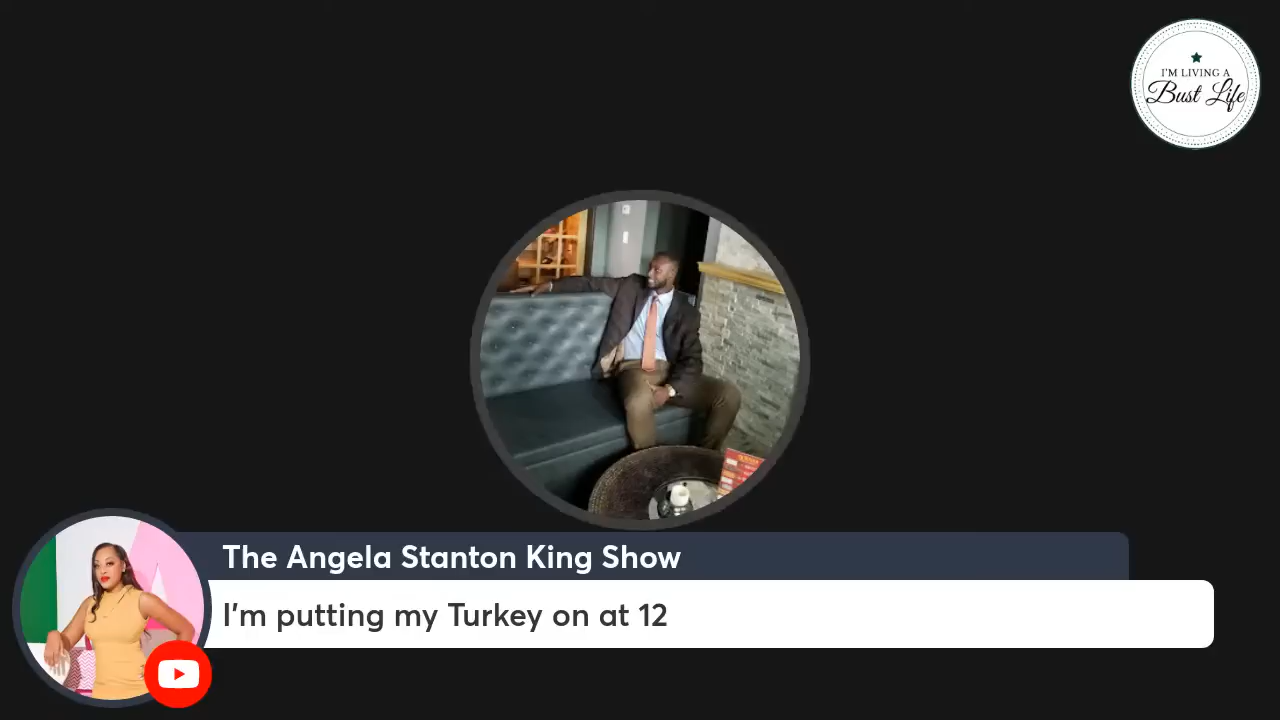 I'M LIVING A
Bust Life
The Angela Stanton King Show
I'm putting my Turkey on at 12